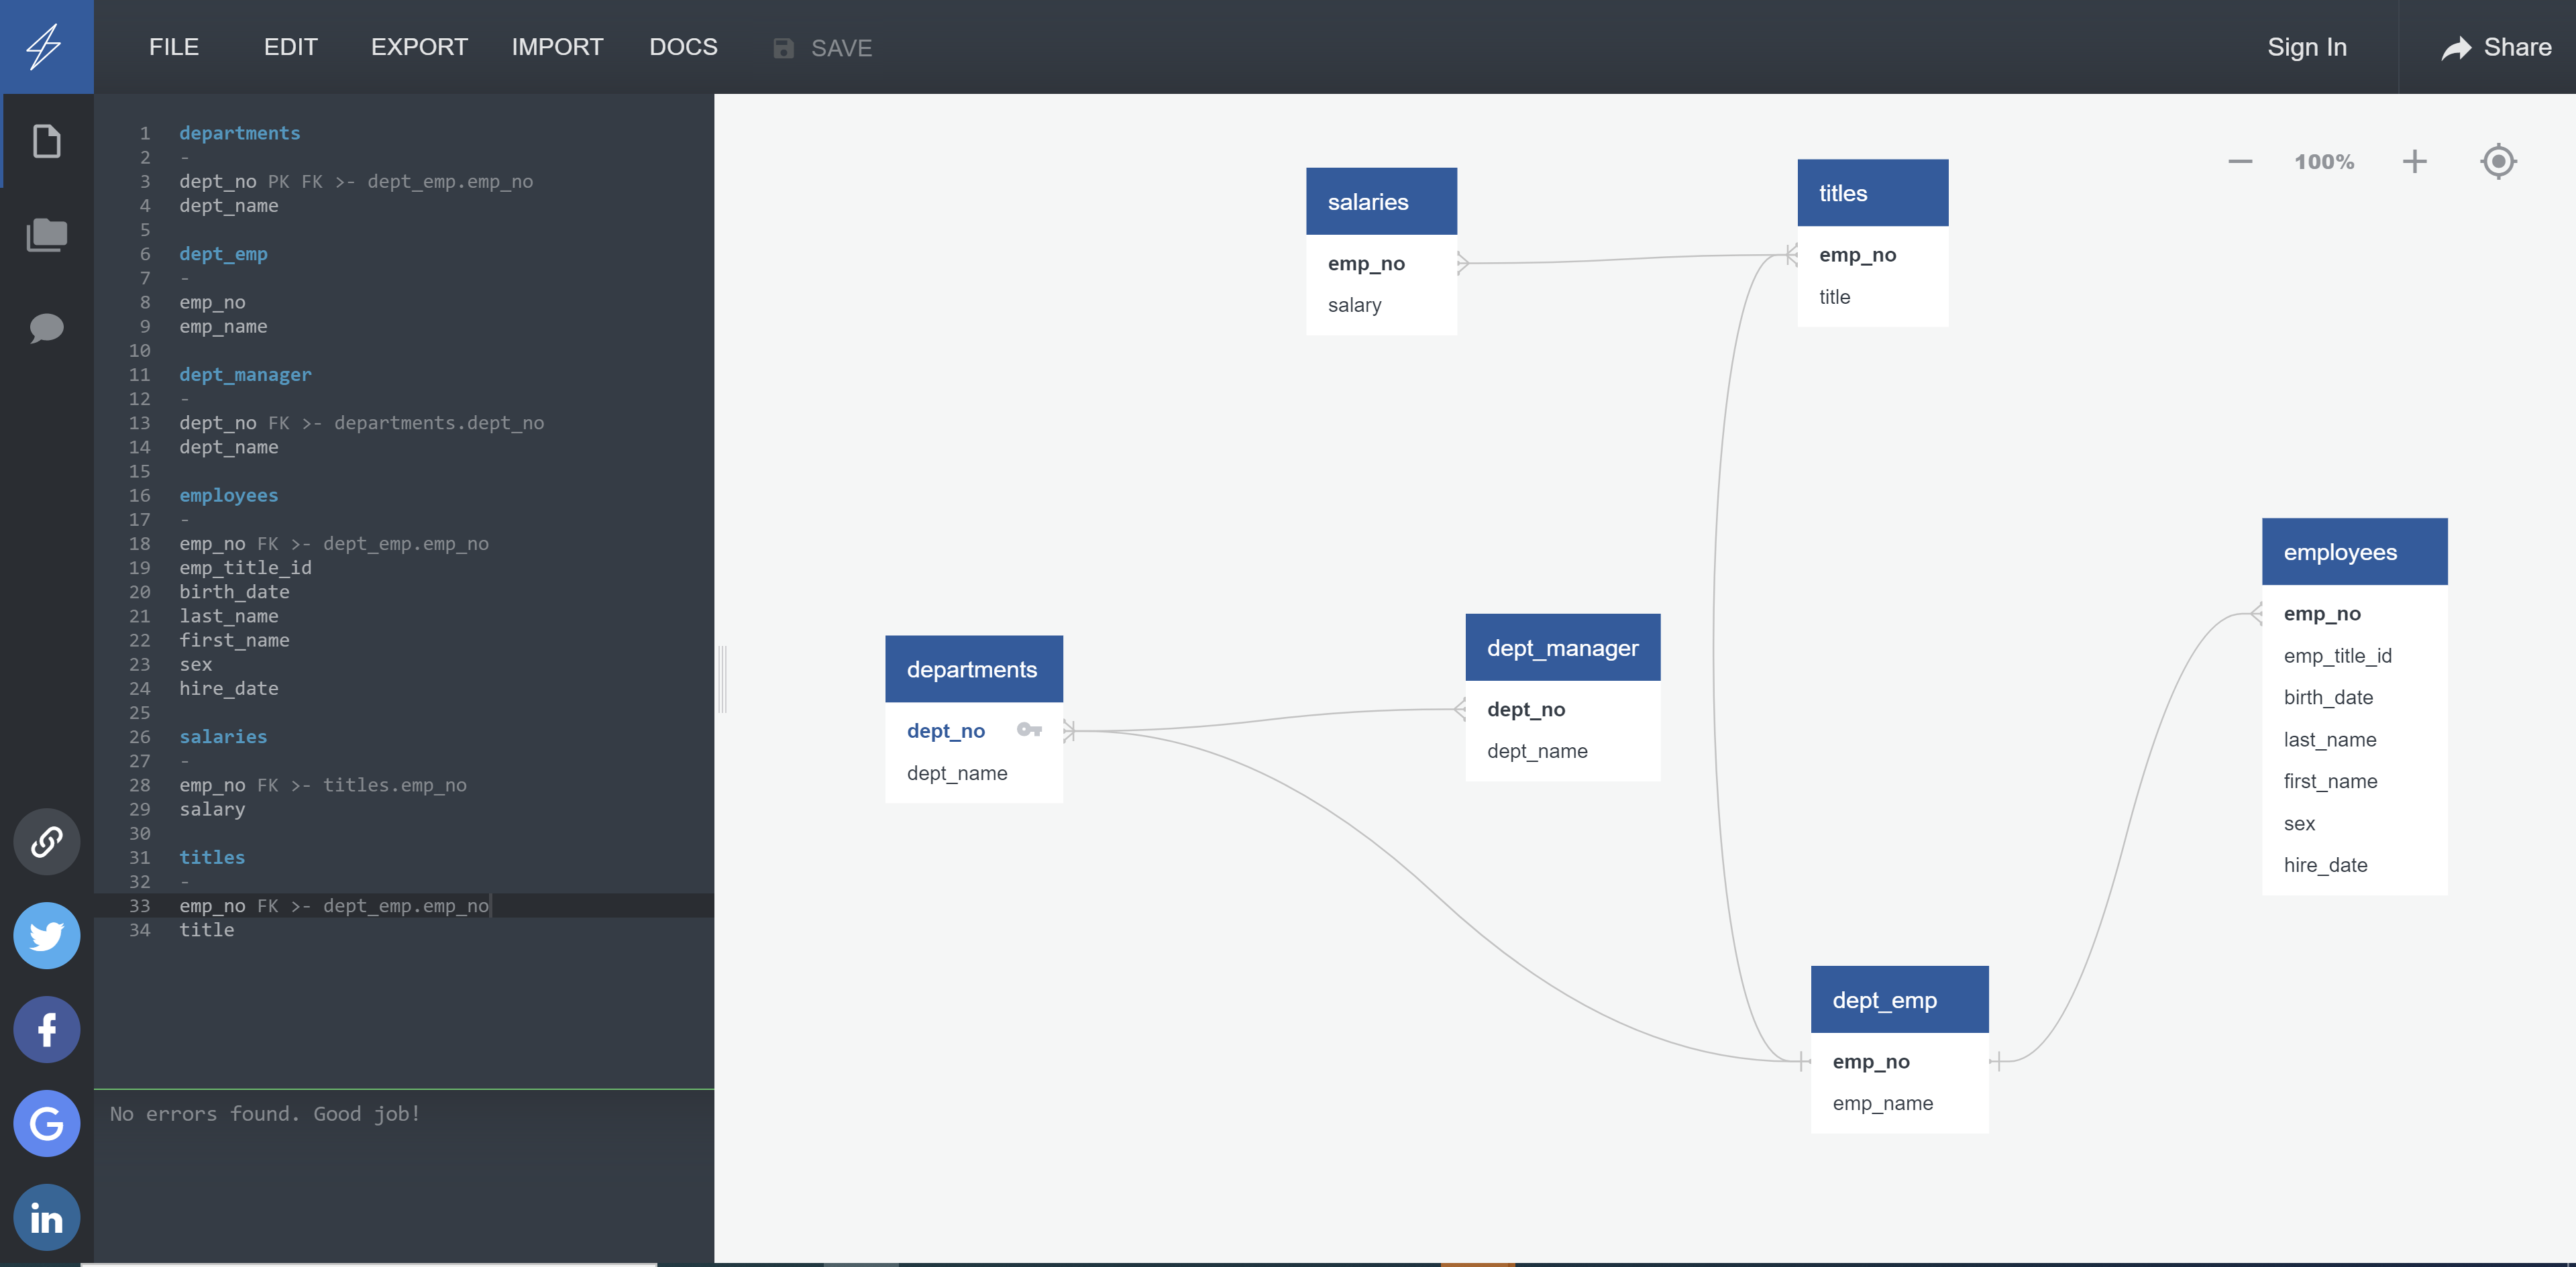 FILE EDIT EXPORT IMPORT DOCS SAVE Sign In Share
1 departments
2 -
3 dept_no PK FK >- dept_emp.emp_no
4 dept_name
5
6 dept_emp
7 -
8 emp_no
9 emp_name
10
11 dept_manager
12 -
13 dept_no FK >- departments.dept_no
14 dept_name
15
16 employees
17 -
18 emp_no FK >- dept_emp.emp_no
19 emp_title_id
20 birth_date
21 last_name
22 first_name
23 sex
24 hire_date
25
26 salaries
27 -
28 emp_no FK >- titles.emp_no
29 salary
30
31 titles
32 -
33 emp_no FK >- dept_emp.emp_no
34 title
No errors found. Good job!
100%
salaries
emp_no
salary
titles
emp_no
title
departments
dept_no
dept_name
dept_manager
dept_no
dept_name
employees
emp_no
emp_title_id
birth_date
last_name
first_name
sex
hire_date
dept_emp
emp_no
emp_name
f
G
in